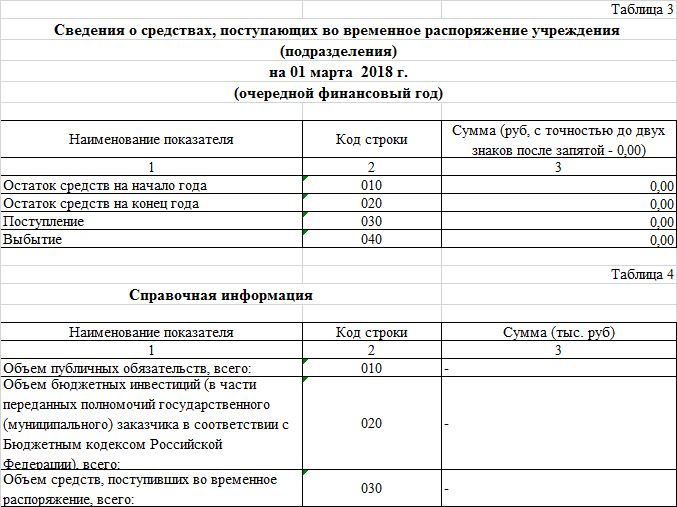 Таблица 3
Сведения о средствах, поступающих во временное распоряжение учреждения
(подразделения)
на 01 марта 2018 г.
(очередной финансовый год)
Наименование показателя Код строки Сумма (руб, с точностью до двух
знаков после запятой - 0,00)
1 2 3
Остаток средств на начало года 010 0,00
Остаток средств на конец года 020 0,00
Поступление 030 0,00
Выбытие 040 0,00
Таблица 4
Справочная информация
Наименование показателя Код строки Сумма (тыс. руб)
1 2 3
Объем публичных обязательств, всего: 010 -
Объем бюджетных инвестиций (в части
переданных полномочий государственного
(муниципального) заказчика в соответствии с 020 -
Бюджетным кодексом Российской
Федерации), всего:
Объем средств, поступивших во временное
распоряжение, всего: 030 -